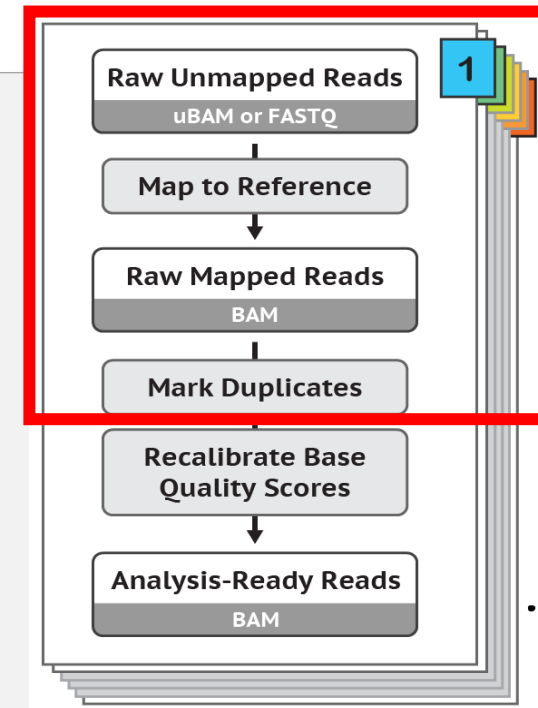 1
Raw Unmapped Reads
uBAM or FASTQ
Map to Reference
Raw Mapped Reads
BAM
Mark Duplicates
Recalibrate Base
Quality Scores
Analysis-Ready Reads
BAM
.